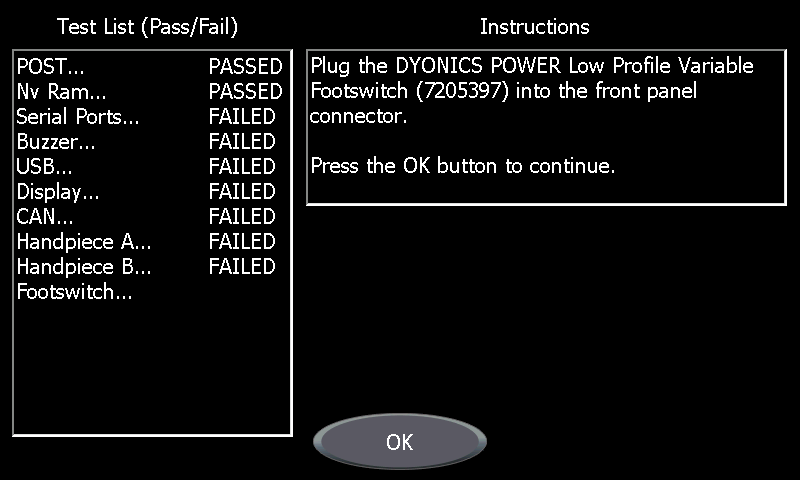 Test List (Pass/Fail)
POST... PASSED
Nv Ram... PASSED
Serial Ports... FAILED
Buzzer... FAILED
USB... FAILED
Display... FAILED
CAN... FAILED
Handpiece A... FAILED
Handpiece B... FAILED
Footswitch...
Instructions
Plug the DYONICS POWER Low Profile Variable
Footswitch (7205397) into the front panel
connector.
Press the OK button to continue.
OK